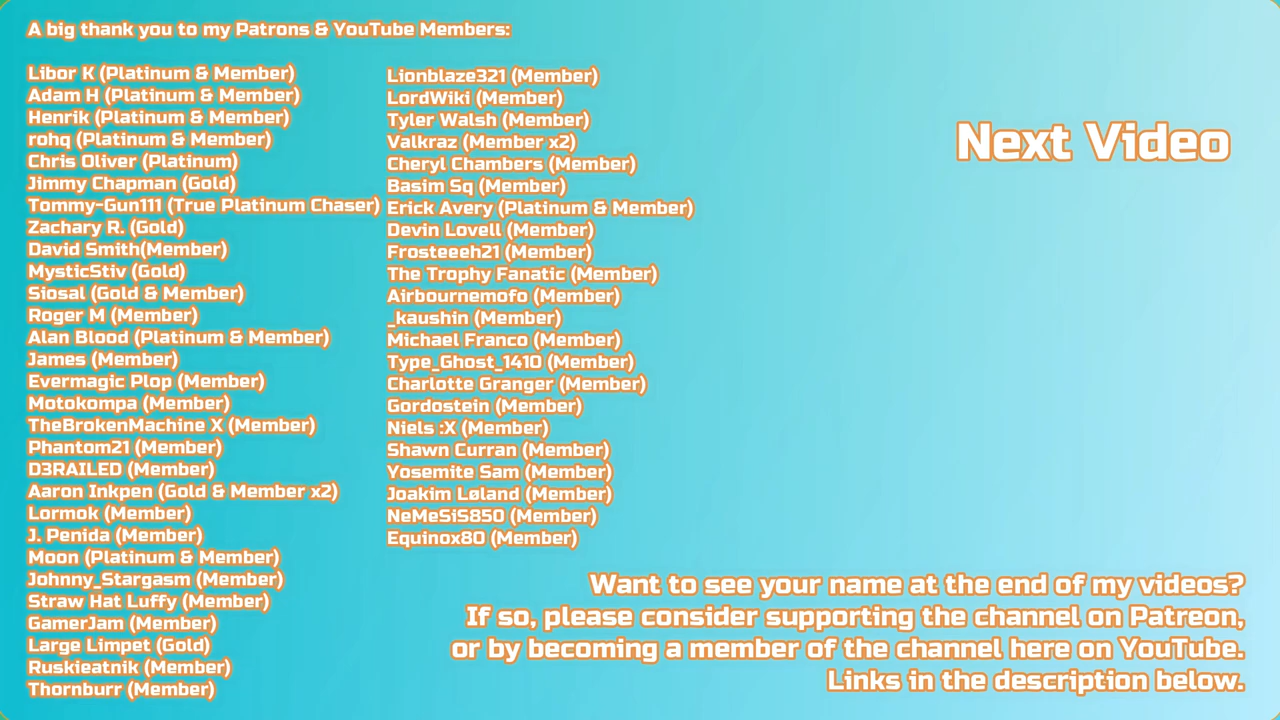 A big thank you to my Patrons & YouTube Members:
Libor K (Platinum & Member)
Adam H (Platinum & Member)
Henrik (Platinum & Member)
rohq (Platinum & Member)
Chris Oliver (Platinum)
Jimmy Chapman (Gold)
Tommy-Gun111 (True Platinum Chaser)
Zachary R. (Gold)
David Smith(Member)
MysticStiv (Gold)
Siosal (Gold & Member)
Roger M (Member)
Alan Blood (Platinum & Member)
James (Member)
Evermagic Plop (Member)
Motokompa (Member)
TheBrokenMachine X (Member)
Phantom21 (Member)
D3RAILED (Member)
Aaron Inkpen (Gold & Member x2)
Lormok (Member)
J. Penida (Member)
Moon (Platinum & Member)
Johnny_Stargasm (Member)
Straw Hat Luffy (Member)
GamerJam (Member)
Large Limpet (Gold)
Ruskieatnik (Member)
Thornburr (Member)
Lionblaze321 (Member)
LordWiki (Member)
Tyler Walsh (Member)
Valkraz (Member x2)
Cheryl Chambers (Member)
Basim Sq (Member)
Erick Avery (Platinum & Member)
Devin Lovell (Member)
Frosteeeh21 (Member)
The Trophy Fanatic (Member)
Airbournemofo (Member)
_kaushin (Member)
Michael Franco (Member)
Type_Ghost_1410 (Member)
Charlotte Granger (Member)
Gordostein (Member)
Niels :X (Member)
Shawn Curran (Member)
Yosemite Sam (Member)
Joakim Løland (Member)
NeMeSiS850 (Member)
Equinox80 (Member)
Next Video
Want to see your name at the end of my videos?
If so, please consider supporting the channel on Patreon,
or by becoming a member of the channel here on YouTube.
Links in the description below.